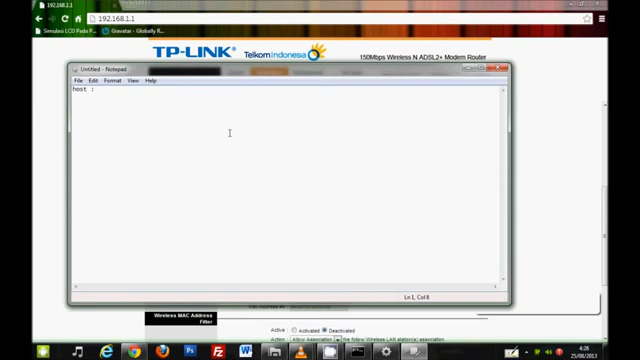 192.168.1.1
192.168.1.1
Simulasi LCD Pada P
Gravatar - Globally R
TP-LINK
TelkomIndonesia
150Mbps Wireless N ADSL2+ Modem Router
Untitled - Notepad
File Edit Format View Help
host :
Ln 1, Col 8
Wireless MAC Address
Filter
Active : Activated Deactivated
Action : Allow Association the follow Wireless LAN station(s) association.
4:28
25/08/2013